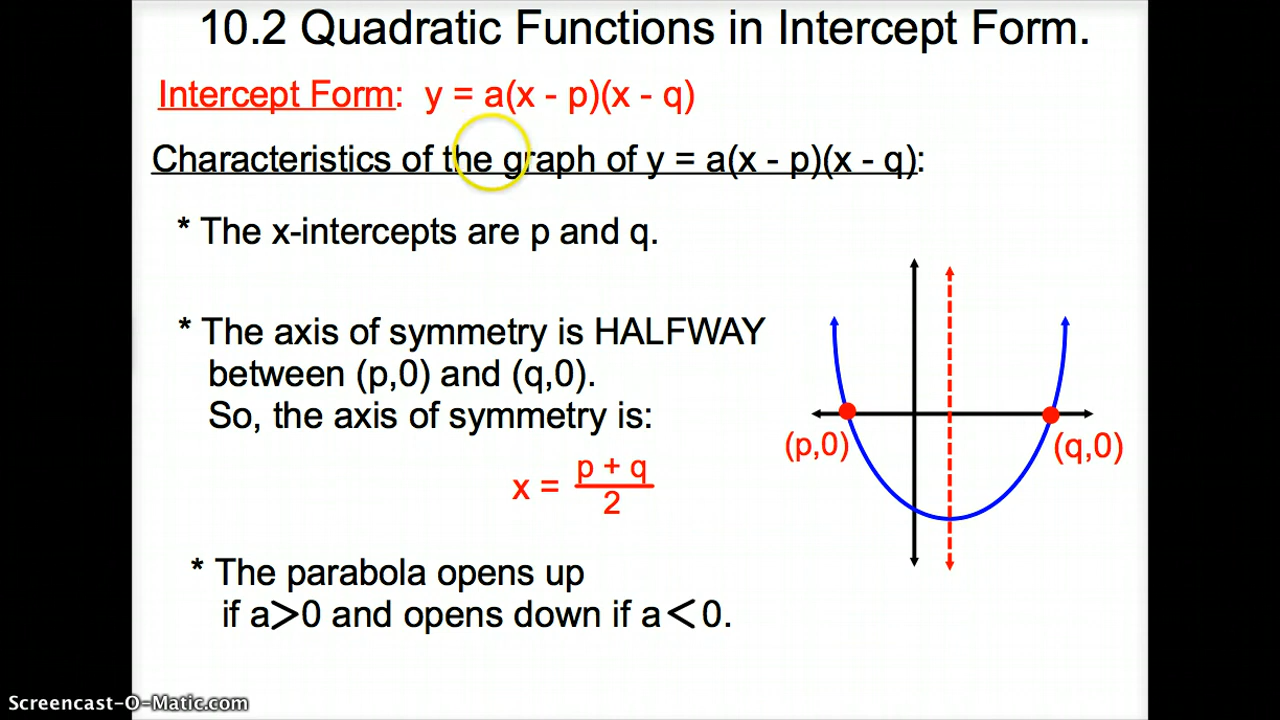 10.2 Quadratic Functions in Intercept Form.
Intercept Form: y = a(x - p)(x - q)
Characteristics of the graph of y = a(x - p)(x - q):
* The x-intercepts are p and q.
* The axis of symmetry is HALFWAY
between (p,0) and (q,0).
So, the axis of symmetry is:
x = p + q
2
(p,0)
(q,0)
* The parabola opens up
if a>0 and opens down if a<0.
Screencast-O-Matic.com